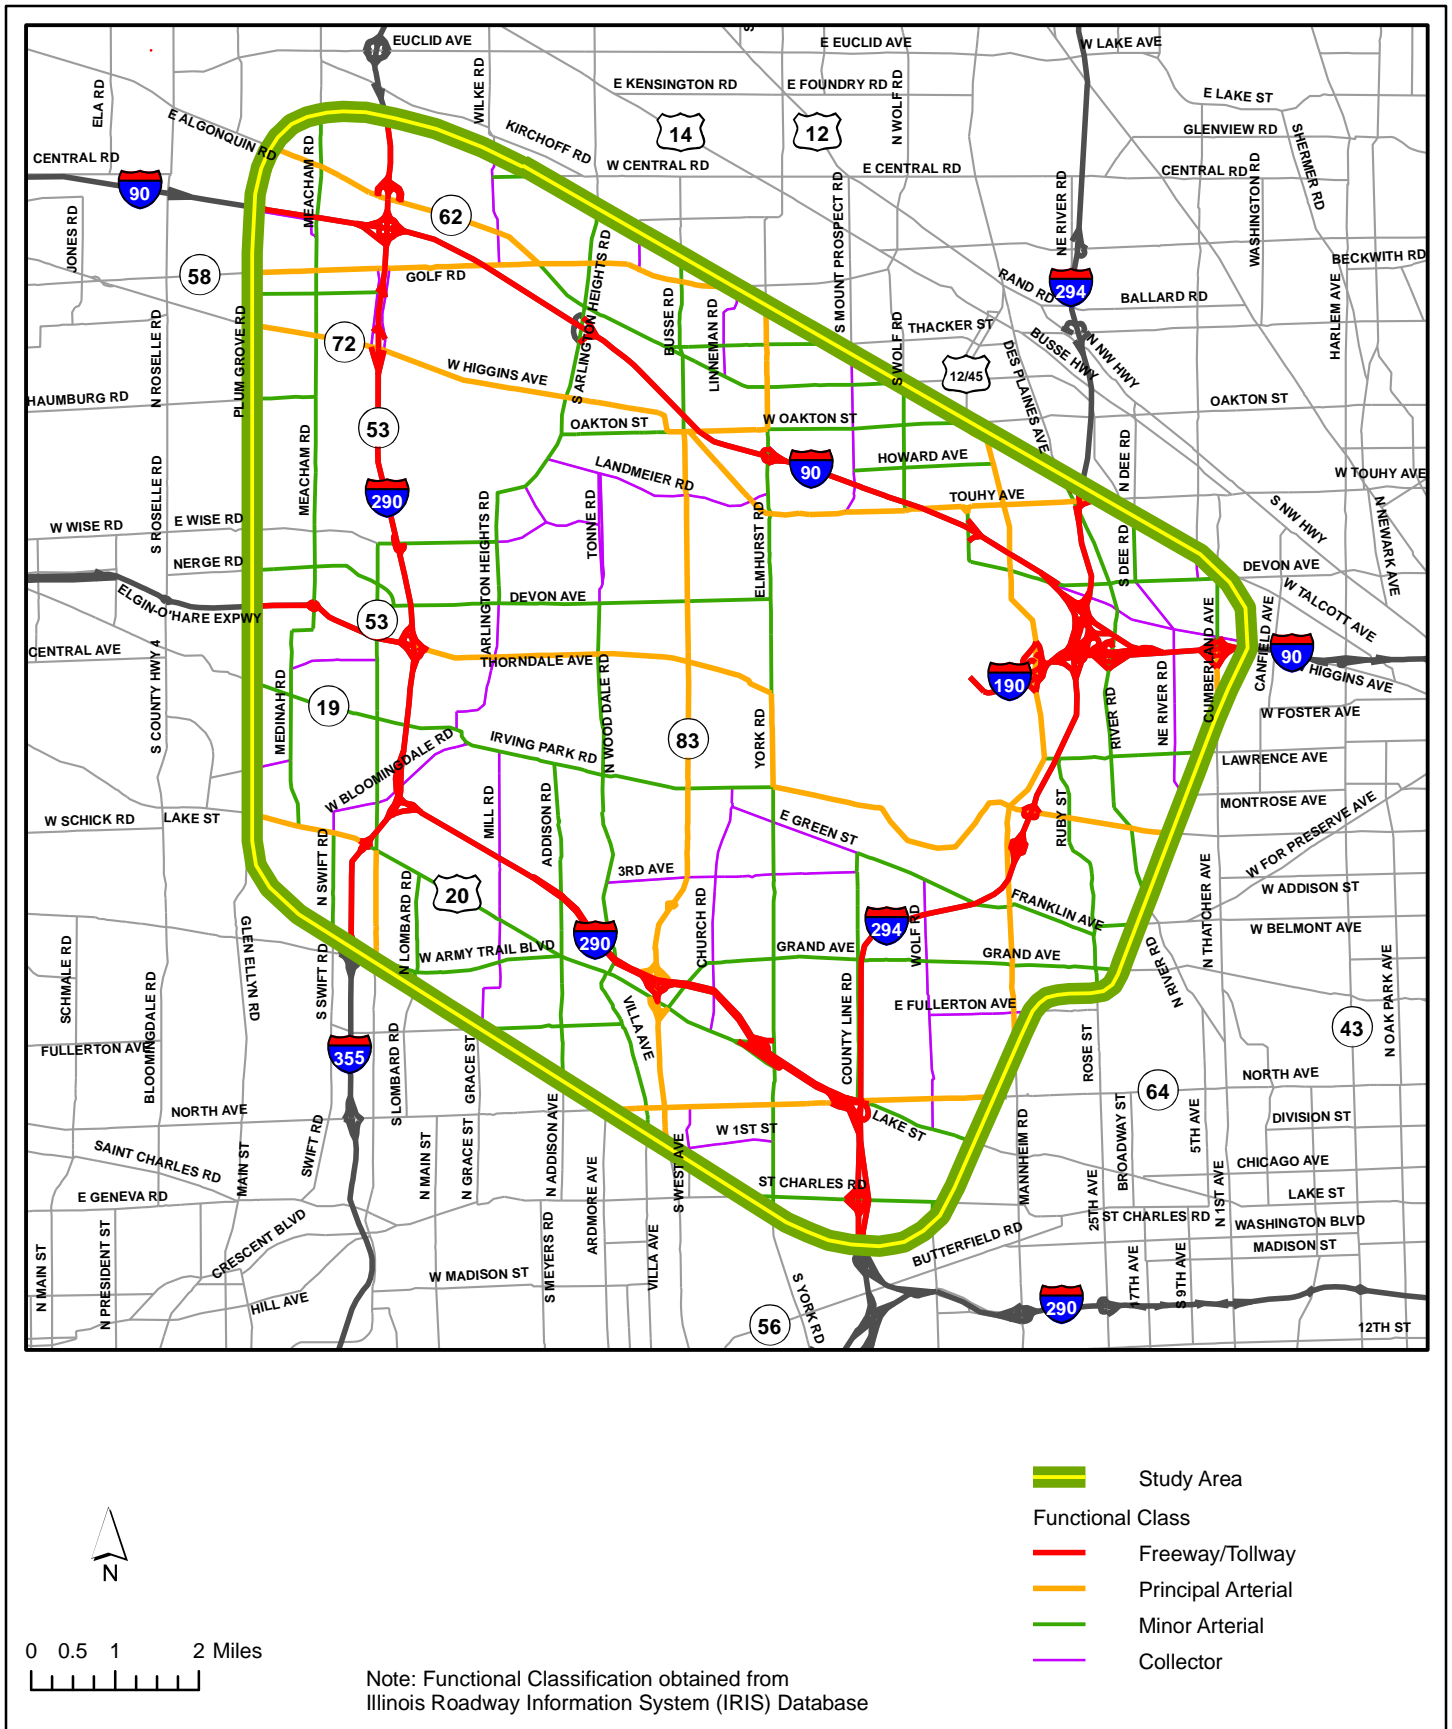 EUCLID AVE
E EUCLID AVE
W LAKE AVE
ELA RD
WILKE RD
E KENSINGTON RD
E FOUNDRY RD
N WOLF RD
E LAKE ST
E ALGONQUIN RD
KIRCHOFF RD
14
12
GLENVIEW RD
SHERMER RD
CENTRAL RD
MEACHAM RD
W CENTRAL RD
E CENTRAL RD
CENTRAL RD
WASHINGTON RD
90
62
JONES RD
S MOUNT PROSPECT RD
NE RIVER RD
BECKWITH RD
58
GOLF RD
S ARLINGTON HEIGHTS RD
RAND RD
294
BALLARD RD
HARLEM AVE
N ROSELLE RD
PLUM GROVE RD
72
BUSSE RD
LINNEMAN RD
THACKER ST
S WOLF RD
BUSSE HWY
N NW HWY
W HIGGINS AVE
12/45
DES PLAINES AVE
HAUMBURG RD
53
OAKTON ST
W OAKTON ST
OAKTON ST
MEACHAM RD
LANDMEIER RD
HOWARD AVE
90
N DEE RD
W TOUHY AVE
S ROSELLE RD
290
TOUHY AVE
W WISE RD
E WISE RD
ARLINGTON HEIGHTS RD
TONNE RD
ELMHURST RD
S NW HWY
N NEWARK AVE
NERGE RD
S DEE RD
DEVON AVE
ELGIN-O'HARE EXPWY
53
DEVON AVE
W TALCOTT AVE
CENTRAL AVE
S COUNTY HWY 4
THORNDALE AVE
CUMBERLAND AVE
CANFIELD AVE
90
HIGGINS AVE
MEDINAH RD
19
N WOOD DALE RD
190
RIVER RD
NE RIVER RD
W FOSTER AVE
W BLOOMINGDALE RD
IRVING PARK RD
83
YORK RD
LAWRENCE AVE
W SCHICK RD
LAKE ST
MILL RD
ADDISON RD
E GREEN ST
RUBY ST
MONTROSE AVE
W FOR PRESERVE AVE
N SWIFT RD
N LOMBARD RD
20
3RD AVE
N THATCHER AVE
W ADDISON ST
GLEN ELLYN RD
290
CHURCH RD
294
WOLF RD
FRANKLIN AVE
W BELMONT AVE
W ARMY TRAIL BLVD
GRAND AVE
GRAND AVE
SCHMALE RD
BLOOMINGDALE RD
S SWIFT RD
VILLA AVE
COUNTY LINE RD
E FULLERTON AVE
N RIVER RD
43
N OAK PARK AVE
FULLERTON AVE
355
S LOMBARD RD
GRACE ST
ROSE ST
64
NORTH AVE
NORTH AVE
SWIFT RD
N ADDISON AVE
W 1ST ST
LAKE ST
MANNHEIM RD
BROADWAY ST
5TH AVE
DIVISION ST
SAINT CHARLES RD
MAIN ST
N MAIN ST
N GRACE ST
ARDMORE AVE
S WEST AVE
CHICAGO AVE
E GENEVA RD
ST CHARLES RD
25TH AVE
ST CHARLES RD
N 1ST AVE
LAKE ST
WASHINGTON BLVD
N MAIN ST
N PRESIDENT ST
CRESCENT BLVD
S MEYERS RD
VILLA AVE
BUTTERFIELD RD
MADISON ST
HILL AVE
W MADISON ST
S YORK RD
17TH AVE
S 9TH AVE
56
290
12TH ST
Study Area
Functional Class
Freeway/Tollway
Principal Arterial
Minor Arterial
Collector
N
0 0.5 1 2 Miles
Note: Functional Classification obtained from
Illinois Roadway Information System (IRIS) Database